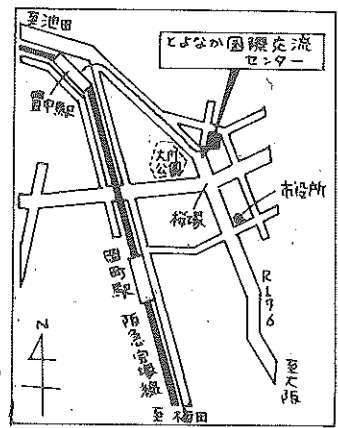 至池田
とよなか国際交流
センター
豊中駅
大門
公園
市役所
桜塚
岡町駅
R176
阪急宝塚線
至大阪
N
至梅田